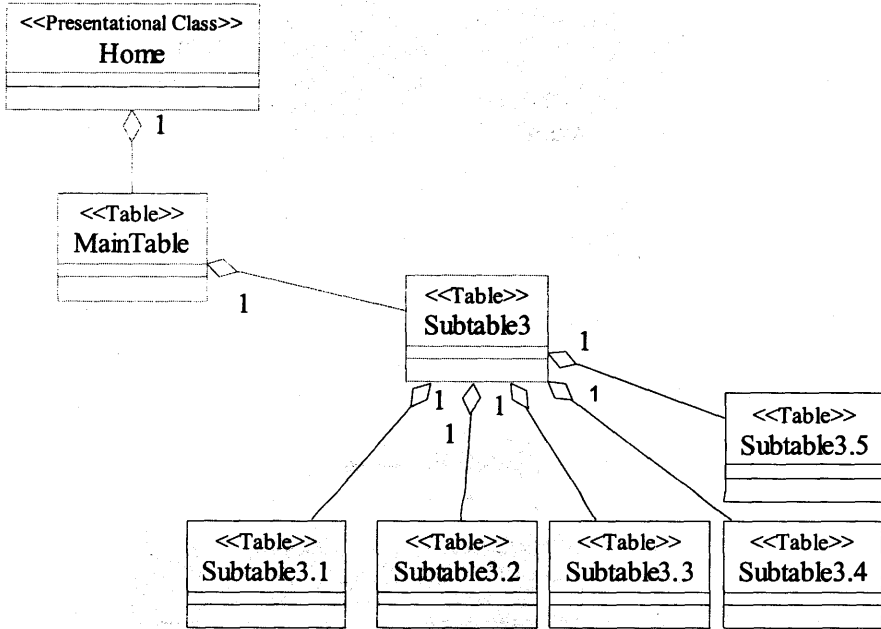 <<Presentational Class>>
Home
1
<<Table>>
MainTable
1
<<Table>>
Subtable3
1
1
1
1
1
<<Table>>
Subtable3.5
<<Table>>
Subtable3.1
<<Table>>
Subtable3.2
<<Table>>
Subtable3.3
<<Table>>
Subtable3.4